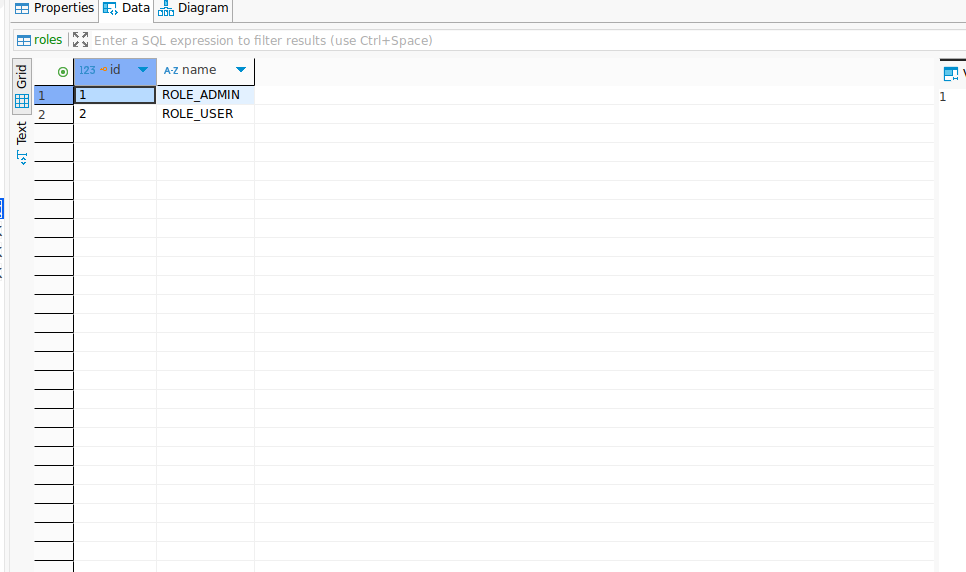 Properties Data Diagram
roles Enter a SQL expression to filter results (use Ctrl+Space)
Grid
Text
123 id A-Z name
1 1 ROLE_ADMIN
2 2 ROLE_USER
1